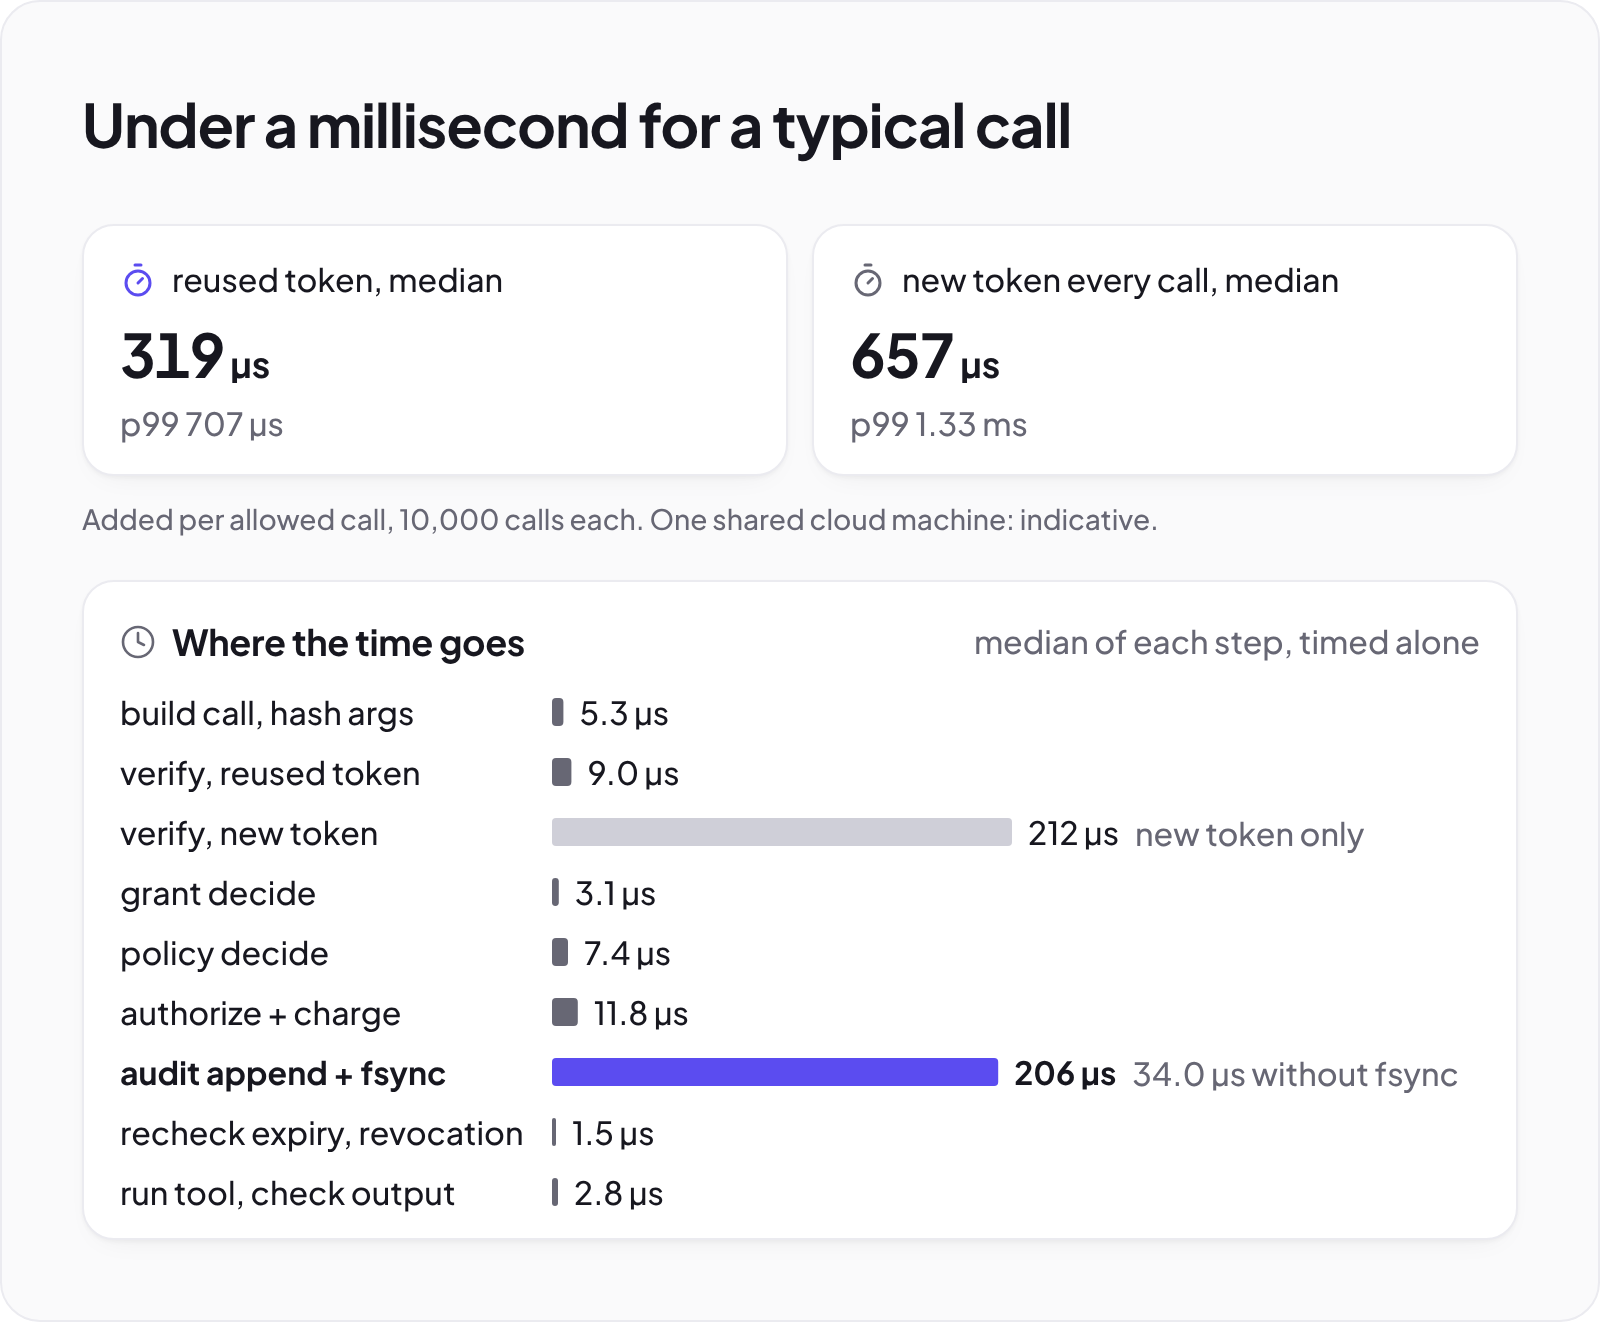 Under a millisecond for a typical call
reused token, median
319 µs
p99 707 µs
new token every call, median
657 µs
p99 1.33 ms
Added per allowed call, 10,000 calls each. One shared cloud machine: indicative.
Where the time goes
median of each step, timed alone
build call, hash args 5.3 µs
verify, reused token 9.0 µs
verify, new token 212 µs new token only
grant decide 3.1 µs
policy decide 7.4 µs
authorize + charge 11.8 µs
audit append + fsync 206 µs 34.0 µs without fsync
recheck expiry, revocation 1.5 µs
run tool, check output 2.8 µs